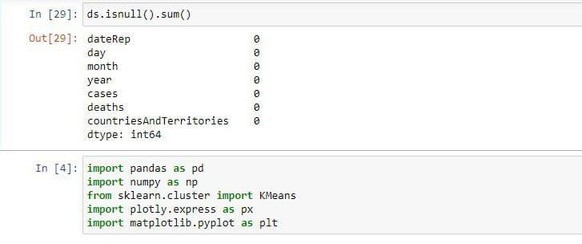 In [29]: ds.isnull().sum()
Out[29]: dateRep 0
day 0
month 0
year 0
cases 0
deaths 0
countriesAndTerritories 0
dtype: int64
In [4]: import pandas as pd
import numpy as np
from sklearn.cluster import KMeans
import plotly.express as px
import matplotlib.pyplot as plt